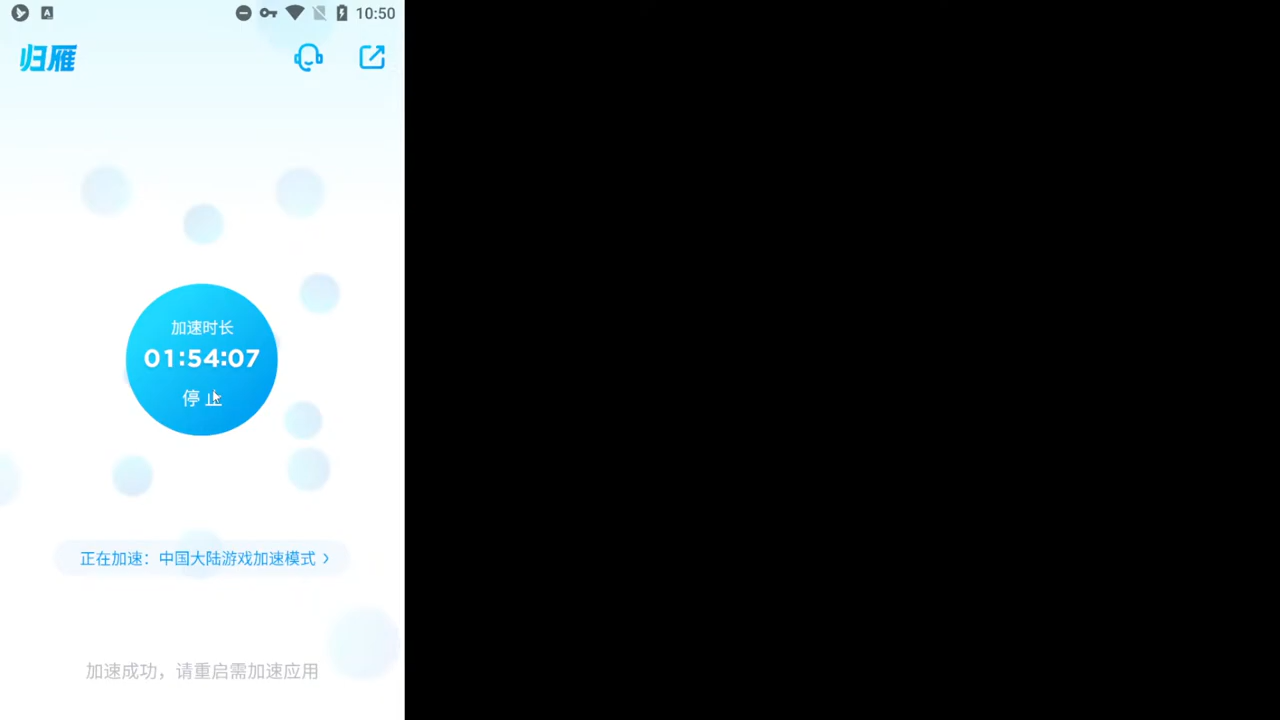 10:50
归雁
加速时长
01:54:07
停止
正在加速：中国大陆游戏加速模式 >
加速成功，请重启需加速应用